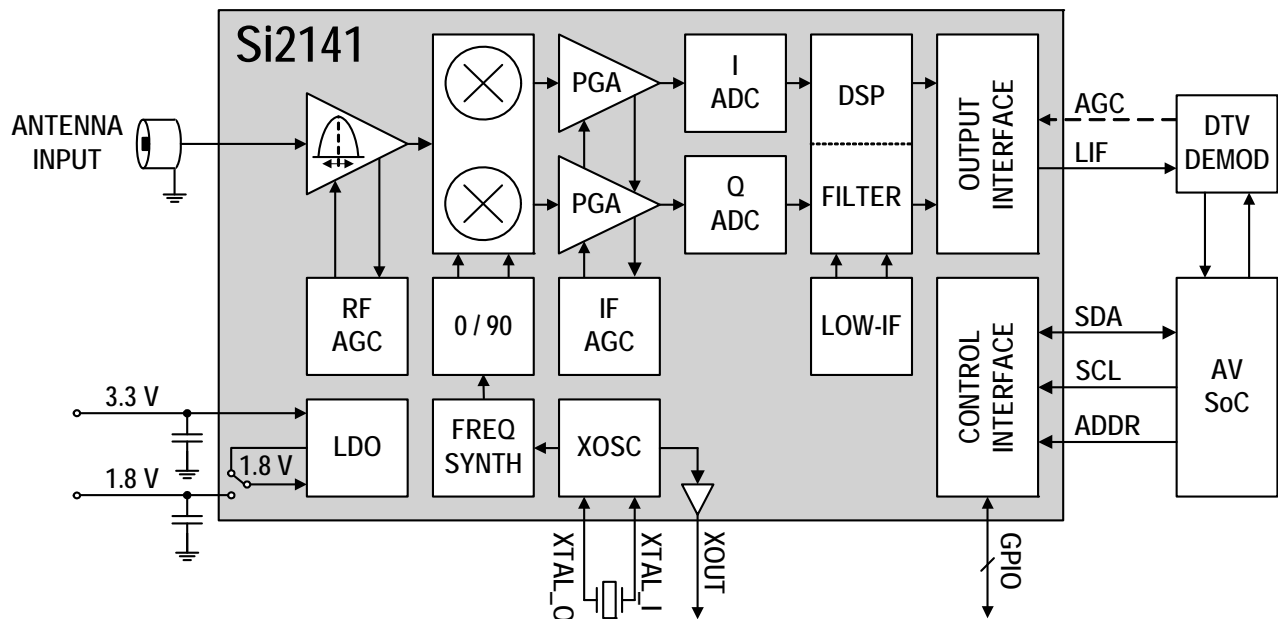 Si2141
ANTENNA
INPUT
PGA
I
ADC
DSP
OUTPUT
INTERFACE
AGC
LIF
DTV
DEMOD
PGA
Q
ADC
FILTER
RF
AGC
0 / 90
IF
AGC
LOW-IF
CONTROL
INTERFACE
SDA
SCL
ADDR
AV
SoC
3.3 V
1.8 V
1.8 V
LDO
FREQ
SYNTH
XOSC
XTAL_O
XTAL_I
XOUT
GPIO